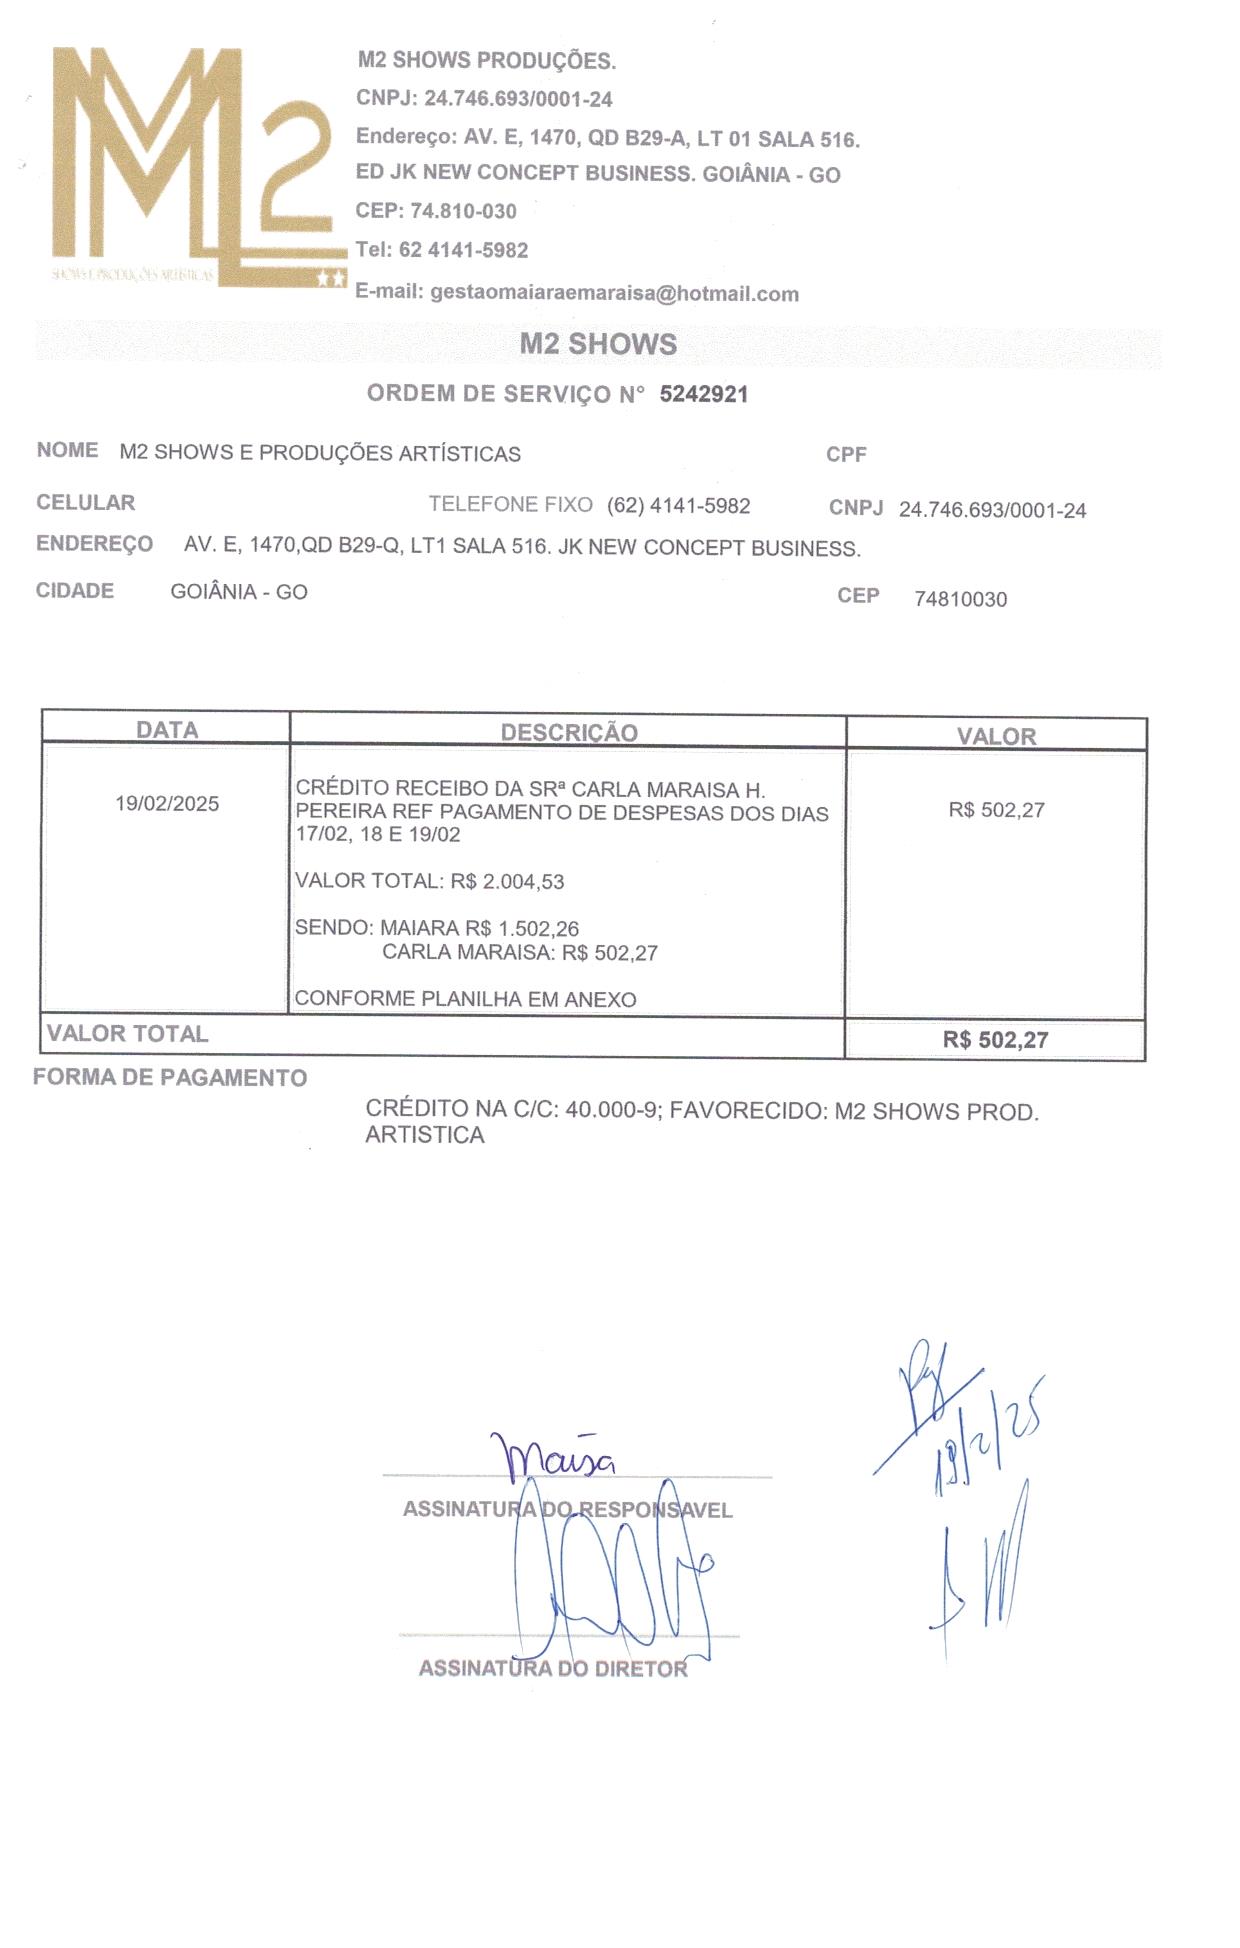 M2 SHOWS PRODUÇÕES.
CNPJ: 24.746.693/0001-24
Endereço: AV. E, 1470, QD B29-A, LT 01 SALA 516.
ED JK NEW CONCEPT BUSINESS. GOIÂNIA - GO
CEP: 74.810-030
Tel: 62 4141-5982
E-mail: gestaomaiaraemaraisa@hotmail.com
M2
SHOWS E PRODUÇÕES ARTÍSTICAS
M2 SHOWS
ORDEM DE SERVIÇO N° 5242921
NOME M2 SHOWS E PRODUÇÕES ARTÍSTICAS CPF
CELULAR TELEFONE FIXO (62) 4141-5982 CNPJ 24.746.693/0001-24
ENDEREÇO AV. E, 1470,QD B29-Q, LT1 SALA 516. JK NEW CONCEPT BUSINESS.
CIDADE GOIÂNIA - GO CEP 74810030
DATA DESCRIÇÃO VALOR
19/02/2025 CRÉDITO RECEIBO DA SRª CARLA MARAISA H. R$ 502,27
PEREIRA REF PAGAMENTO DE DESPESAS DOS DIAS
17/02, 18 E 19/02
VALOR TOTAL: R$ 2.004,53
SENDO: MAIARA R$ 1.502,26
CARLA MARAISA: R$ 502,27
CONFORME PLANILHA EM ANEXO
VALOR TOTAL R$ 502,27
FORMA DE PAGAMENTO
CRÉDITO NA C/C: 40.000-9; FAVORECIDO: M2 SHOWS PROD.
ARTISTICA
19/2/25
Maisa
ASSINATURA DO RESPONSAVEL
ASSINATURA DO DIRETOR